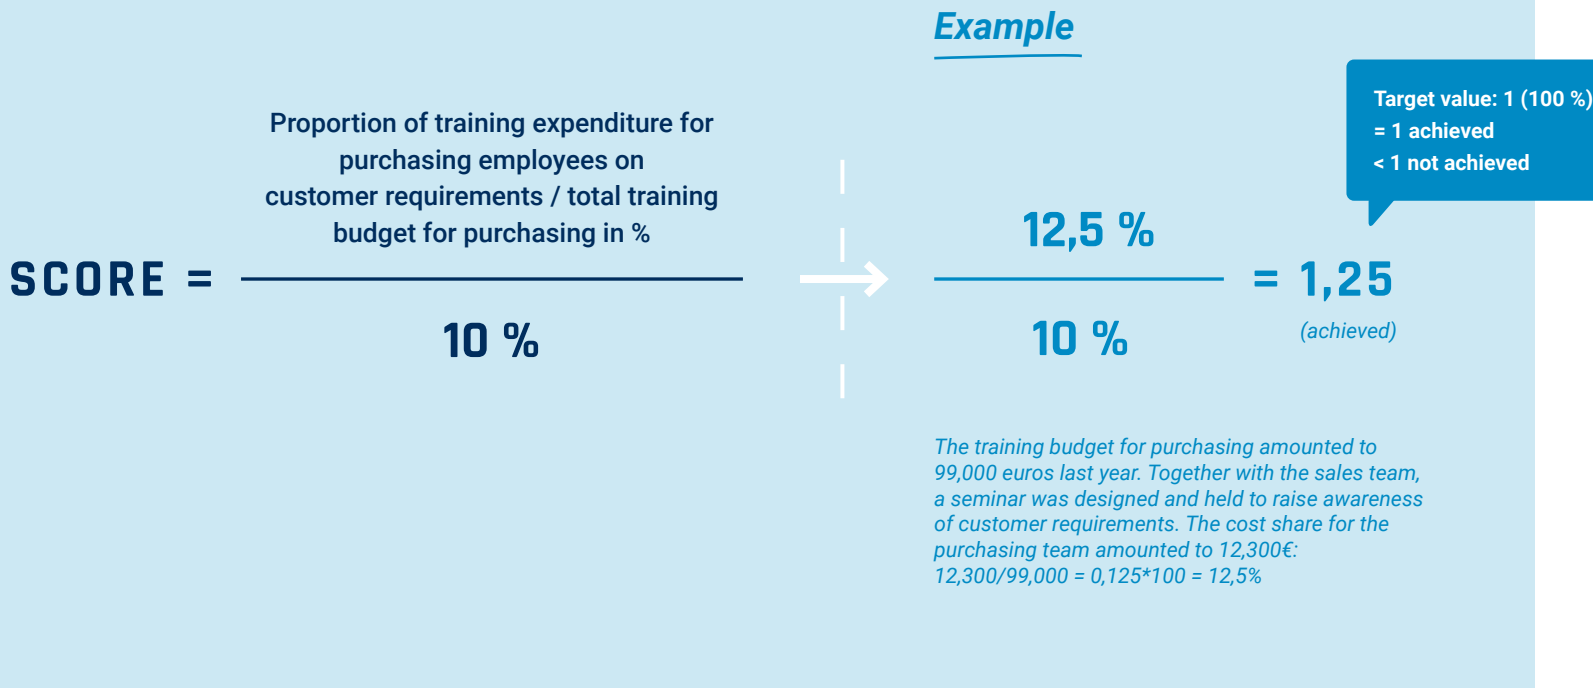 Example
Target value: 1 (100 %)
= 1 achieved
< 1 not achieved
Proportion of training expenditure for
purchasing employees on
customer requirements / total training
budget for purchasing in %
SCORE =
10 %
12,5 %
10 %
= 1,25
(achieved)
The training budget for purchasing amounted to
99,000 euros last year. Together with the sales team,
a seminar was designed and held to raise awareness
of customer requirements. The cost share for the
purchasing team amounted to 12,300€:
12,300/99,000 = 0,125*100 = 12,5%